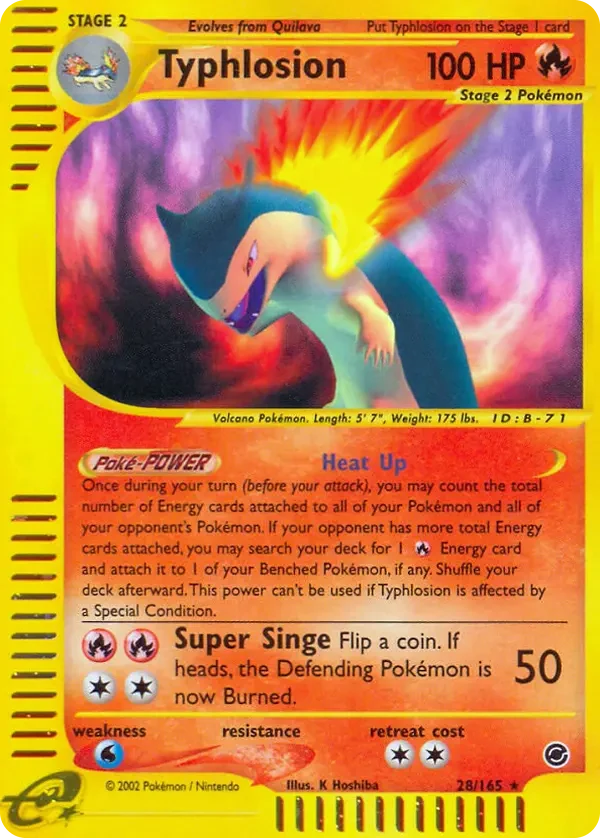 STAGE 2
Evolves from Quilava
Put Typhlosion on the Stage 1 card
Typhlosion
100 HP
Stage 2 Pokémon
Volcano Pokémon. Length: 5' 7", Weight: 175 lbs. ID:B-71
Poké-POWER
Heat Up
Once during your turn (before your attack), you may count the total
number of Energy cards attached to all of your Pokémon and all of
your opponent's Pokémon. If your opponent has more total Energy
cards attached, you may search your deck for 1 Energy card
and attach it to 1 of your Benched Pokémon, if any. Shuffle your
deck afterward. This power can't be used if Typhlosion is affected by
a Special Condition.
Super Singe Flip a coin. If
heads, the Defending Pokémon is
now Burned.
50
weakness
resistance
retreat cost
© 2002 Pokémon / Nintendo
Illus. K Hoshiba
28/165 ★
e